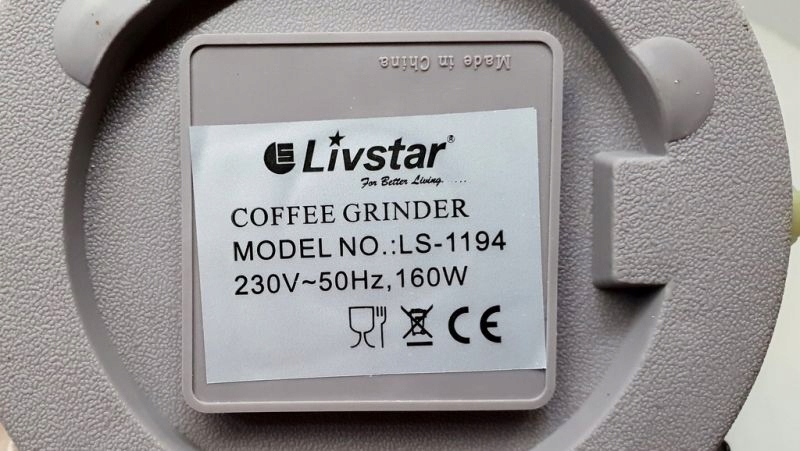 Made in China
Livstar®
For Better Living.....
COFFEE GRINDER
MODEL NO.:LS-1194
230V~50Hz,160W
CE